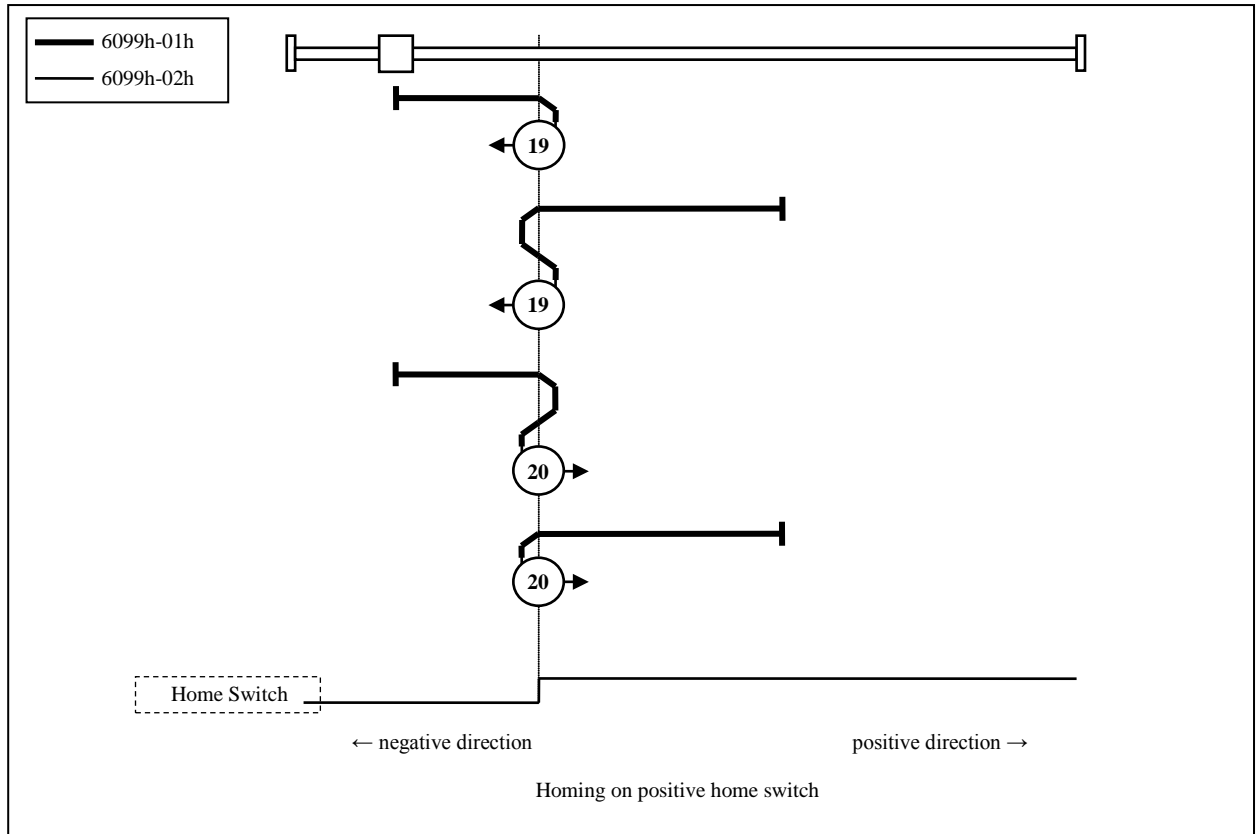 6099h-01h
6099h-02h
19
19
20
20
Home Switch
← negative direction
positive direction →
Homing on positive home switch